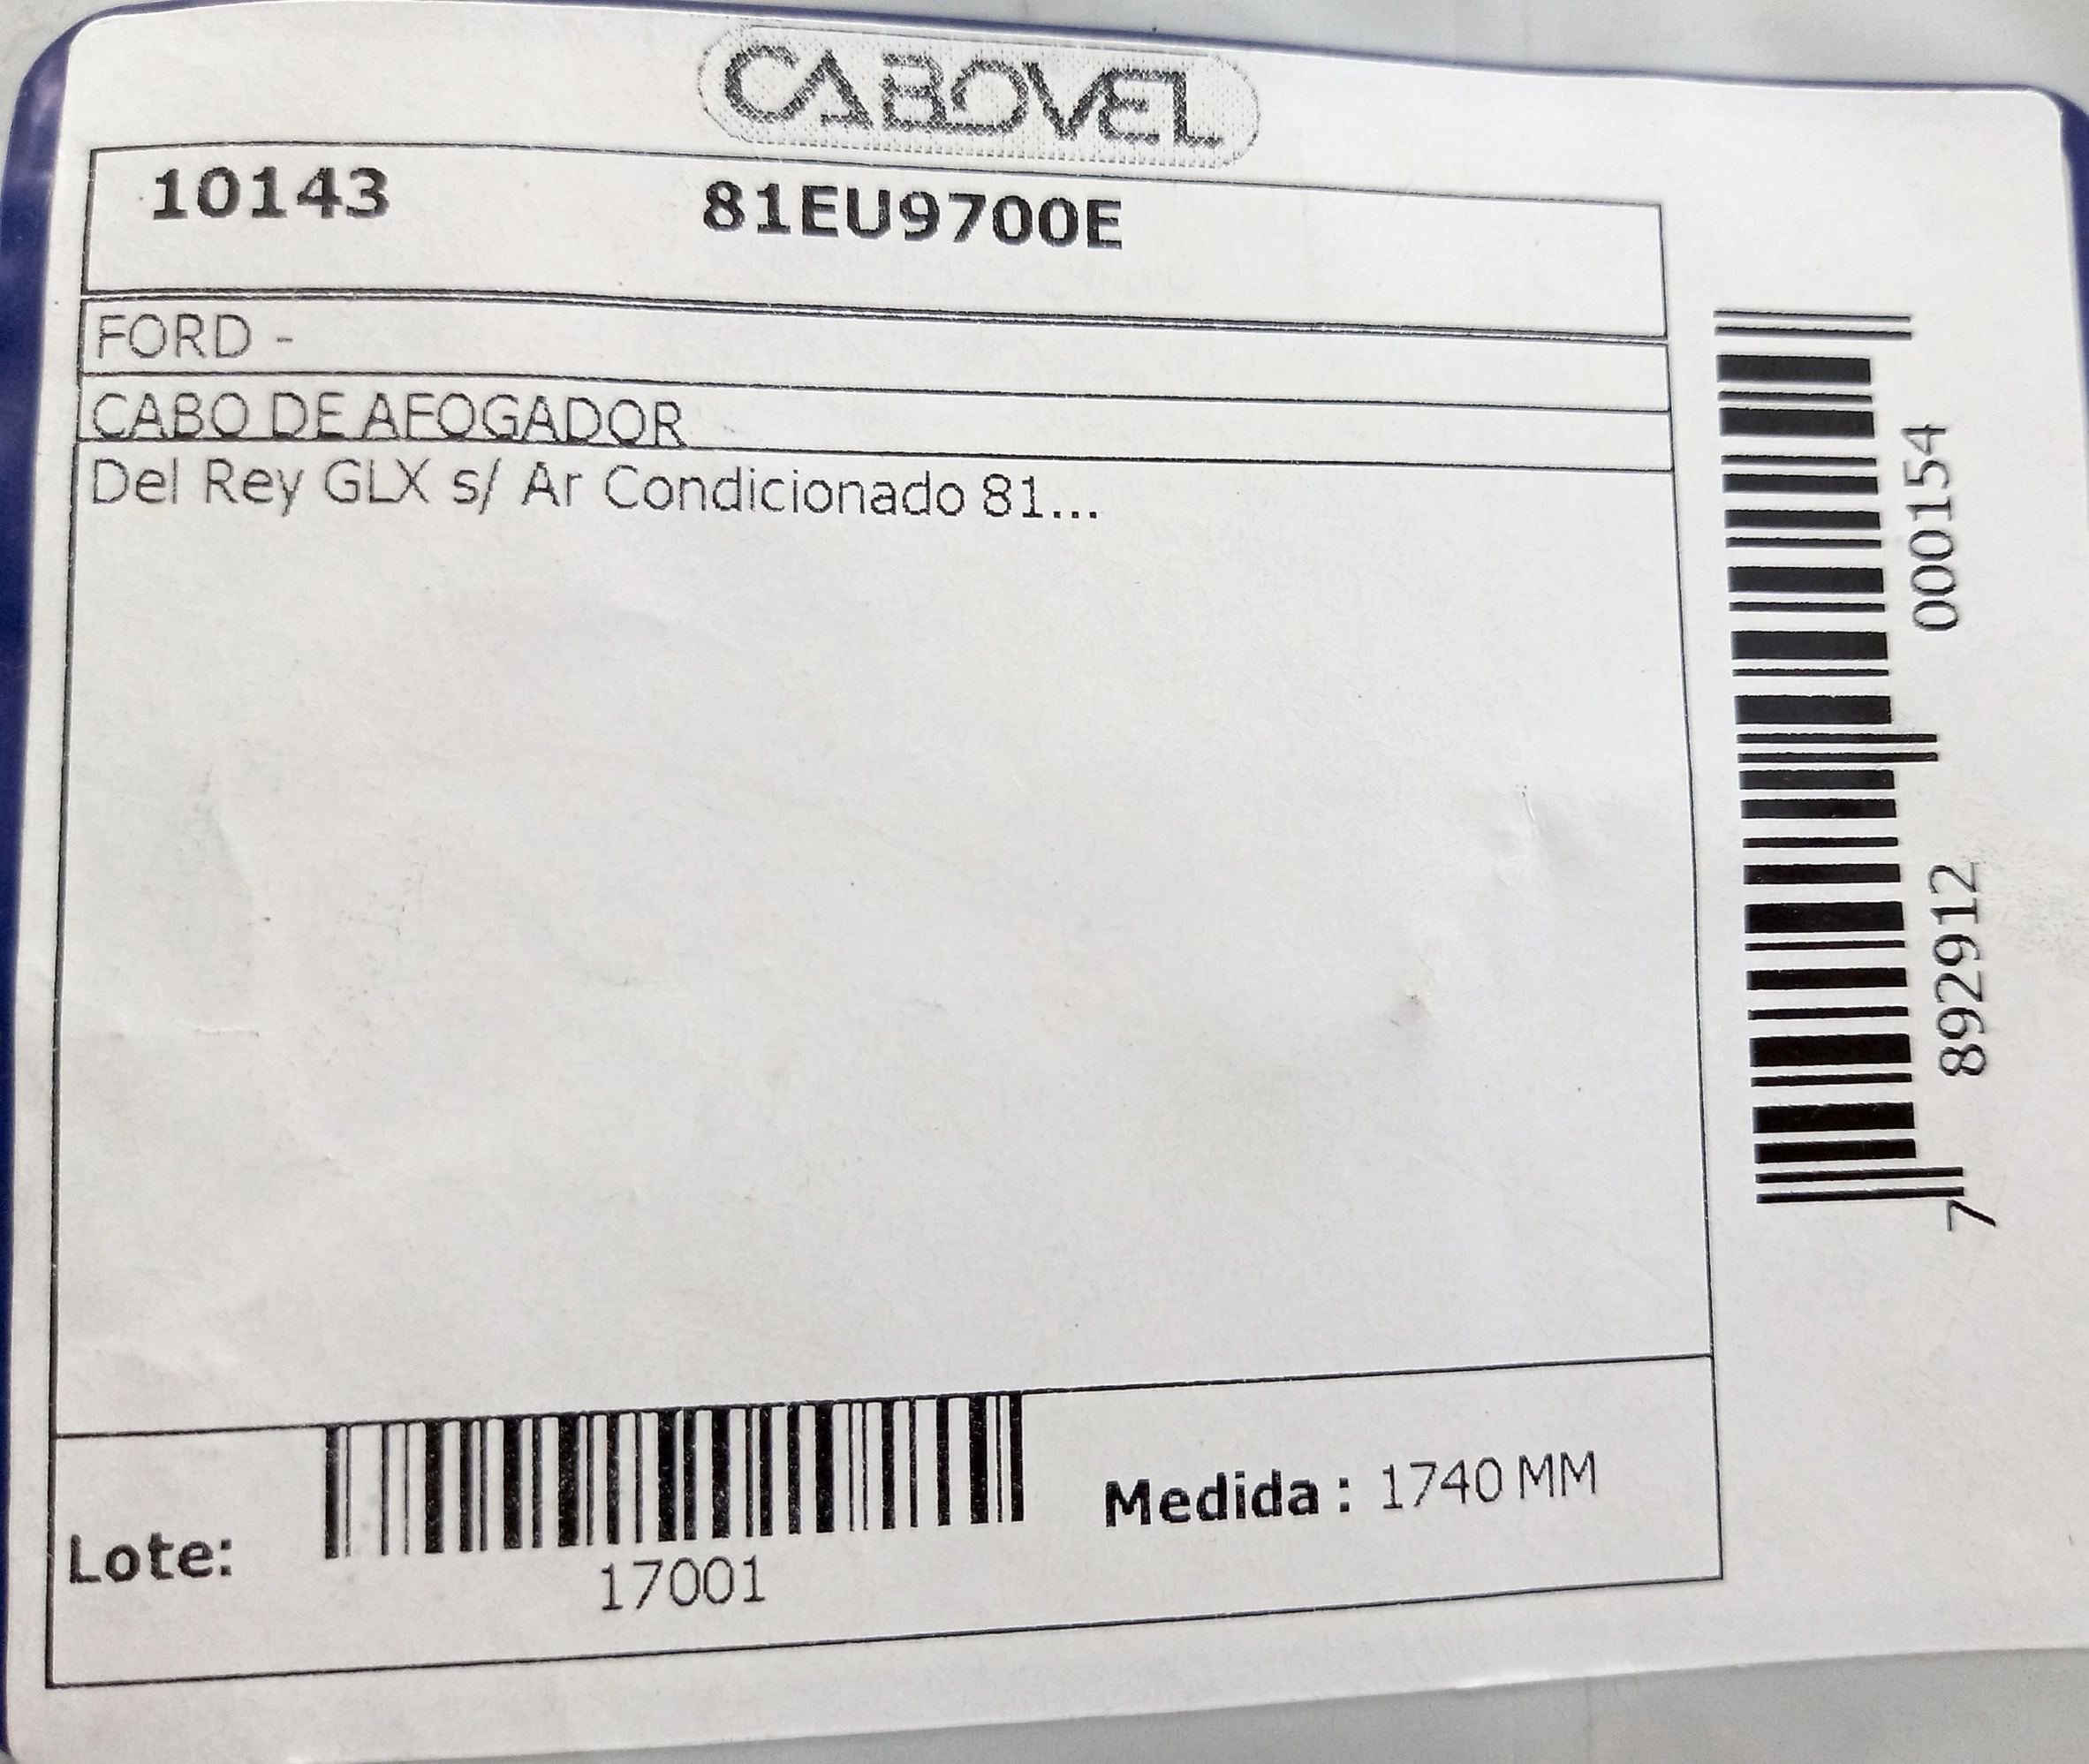 CABOVEL
10143 81EU9700E
FORD -
CABO DE AFOGADOR
Del Rey GLX s/ Ar Condicionado 81...
Lote:
17001
Medida : 1740 MM
7 892912 000154